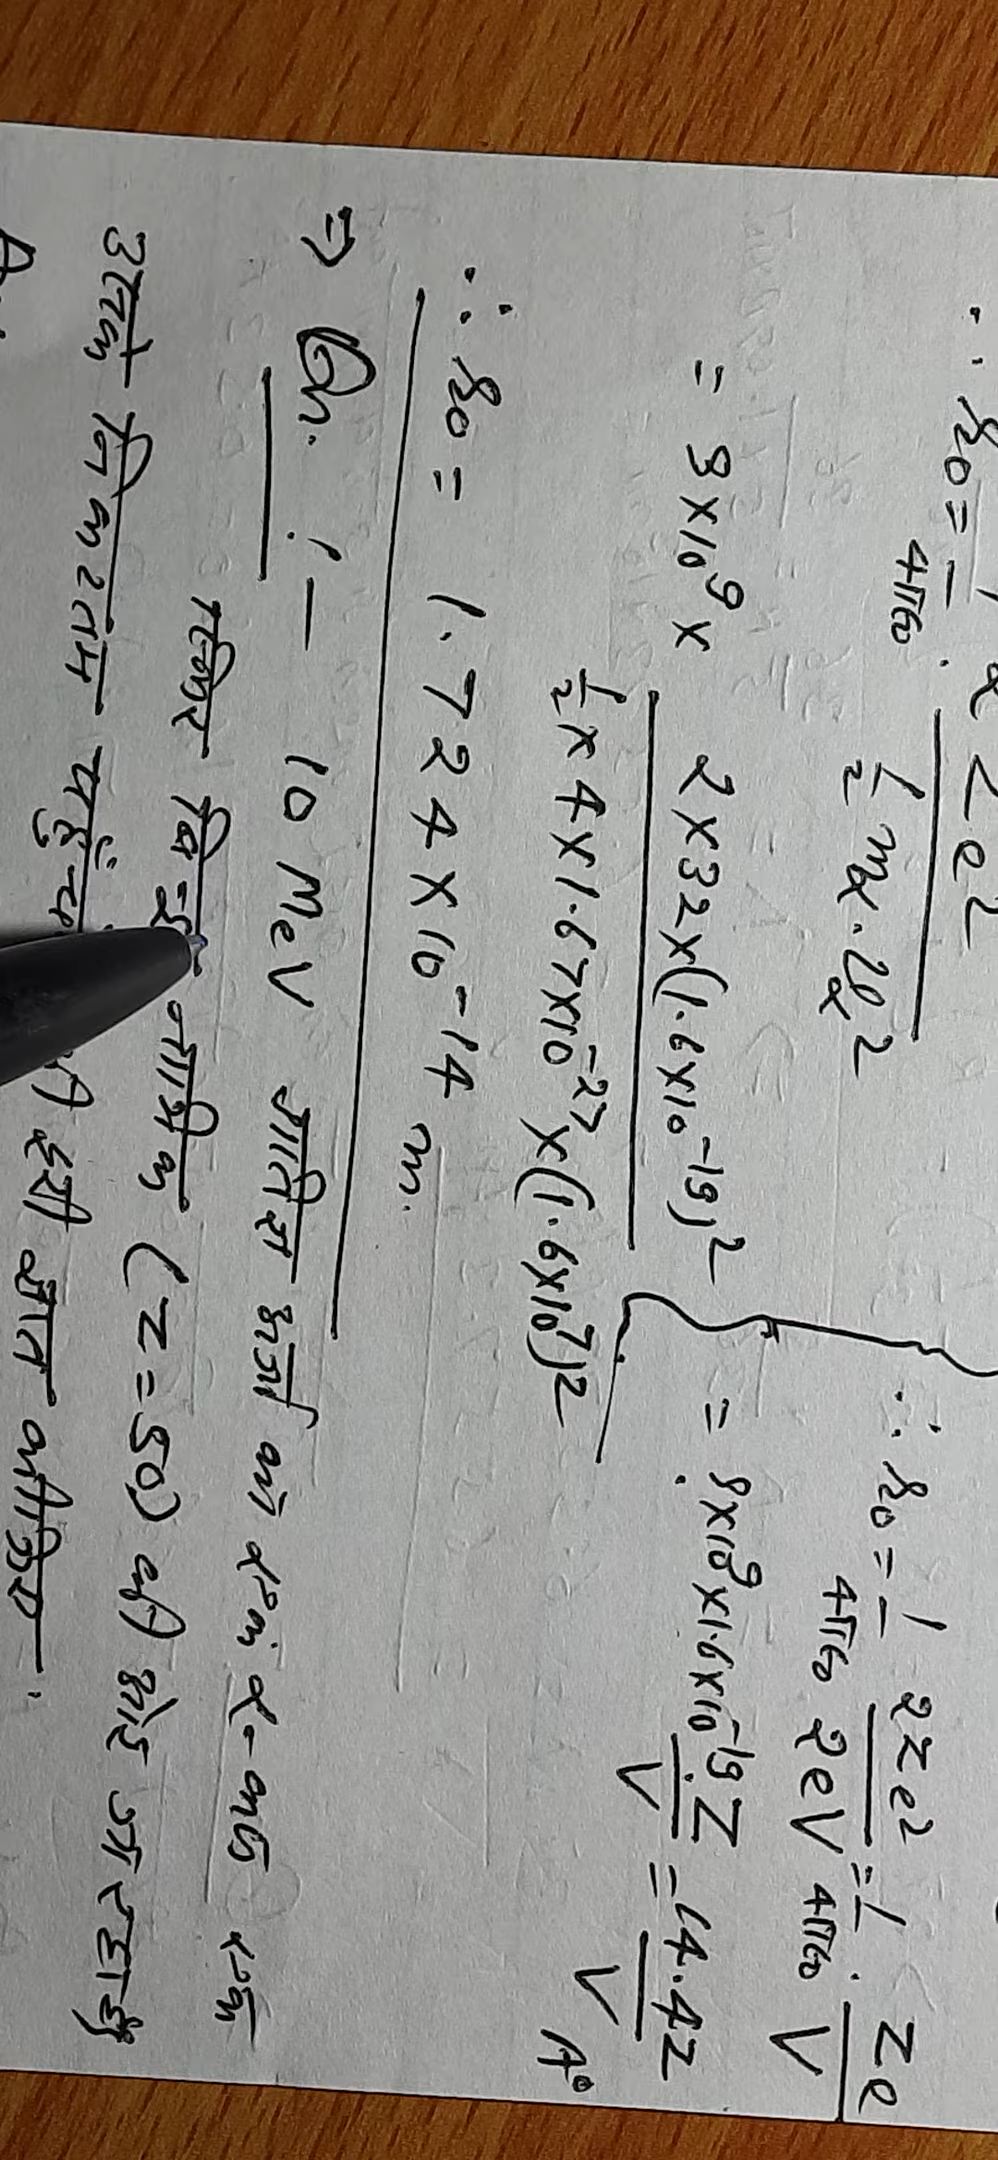 ∴ r₀ = 1/4πϵ₀ . 2Ze² / ½ mα.vα²
= 9×10⁹ × 2×32×(1.6×10⁻¹⁹)² / ½×4×1.67×10⁻²⁷×(1.6×10⁷)²
∴ r₀ = 1/4πϵ₀ 2Ze²/2eV = 1/4πϵ₀ . Ze/V
= 9×10⁹×1.6×10⁻¹⁹.Z/V = 14.4Z/V A°
∴ r₀ = 1.724×10⁻¹⁴ m.
⇒ Qn. :- 10 MeV गतिज ऊर्जा का एक α-कण एक
स्थिर नाभिक (Z=50) की ओर जा रहा है
उनके निकटतम की दूरी ज्ञात कीजिए.